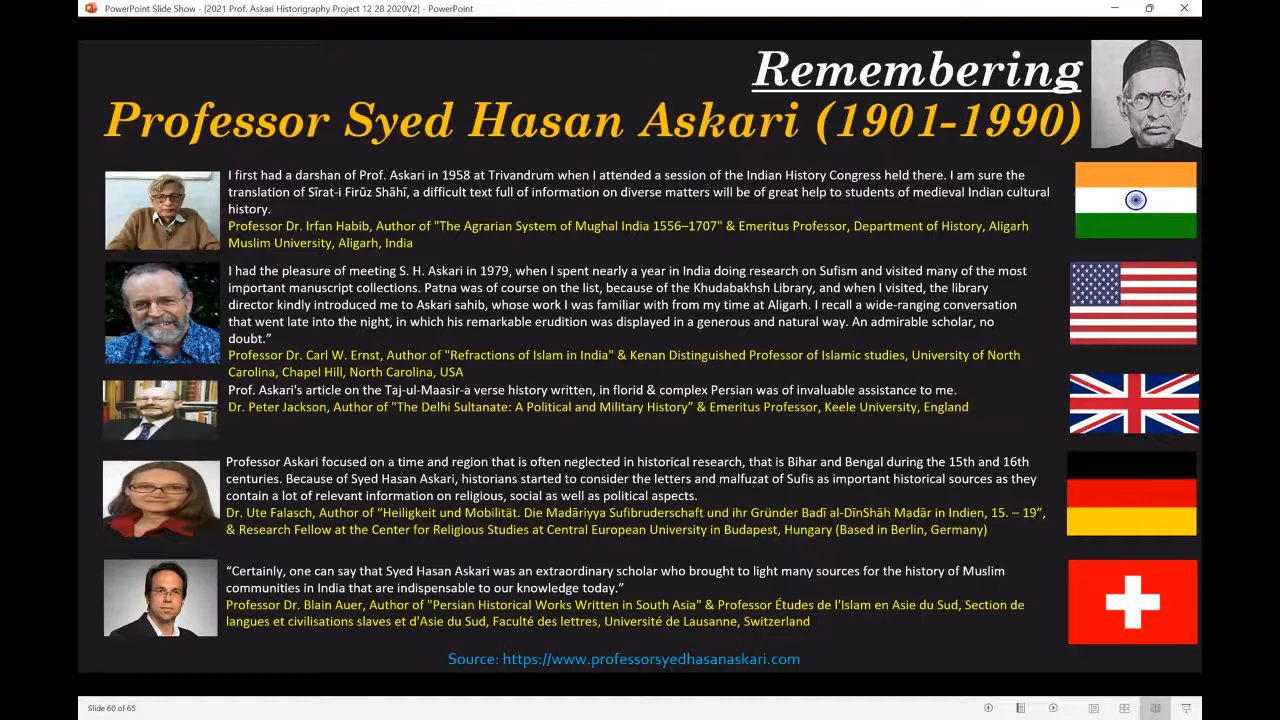 PowerPoint Slide Show - [2021 Prof. Askari Historigraphy Project 12 28 2020V2] - PowerPoint
Remembering
Professor Syed Hasan Askari (1901-1990)
I first had a darshan of Prof. Askari in 1958 at Trivandrum when I attended a session of the Indian History Congress held there. I am sure the
translation of Sīrat-i Firūz Shāhī, a difficult text full of information on diverse matters will be of great help to students of medieval Indian cultural
history.
Professor Dr. Irfan Habib, Author of "The Agrarian System of Mughal India 1556–1707" & Emeritus Professor, Department of History, Aligarh
Muslim University, Aligarh, India
I had the pleasure of meeting S. H. Askari in 1979, when I spent nearly a year in India doing research on Sufism and visited many of the most
important manuscript collections. Patna was of course on the list, because of the Khudabakhsh Library, and when I visited, the library
director kindly introduced me to Askari sahib, whose work I was familiar with from my time at Aligarh. I recall a wide-ranging conversation
that went late into the night, in which his remarkable erudition was displayed in a generous and natural way. An admirable scholar, no
doubt.”
Professor Dr. Carl W. Ernst, Author of "Refractions of Islam in India" & Kenan Distinguished Professor of Islamic studies, University of North
Carolina, Chapel Hill, North Carolina, USA
Prof. Askari's article on the Taj-ul-Maasir-a verse history written, in florid & complex Persian was of invaluable assistance to me.
Dr. Peter Jackson, Author of "The Delhi Sultanate: A Political and Military History” & Emeritus Professor, Keele University, England
Professor Askari focused on a time and region that is often neglected in historical research, that is Bihar and Bengal during the 15th and 16th
centuries. Because of Syed Hasan Askari, historians started to consider the letters and malfuzat of Sufis as important historical sources as they
contain a lot of relevant information on religious, social as well as political aspects.
Dr. Ute Falasch, Author of “Heiligkeit und Mobilität. Die Madāriyya Sufibruderschaft und ihr Gründer Badī al-DīnShāh Madār in Indien, 15. – 19”,
& Research Fellow at the Center for Religious Studies at Central European University in Budapest, Hungary (Based in Berlin, Germany)
“Certainly, one can say that Syed Hasan Askari was an extraordinary scholar who brought to light many sources for the history of Muslim
communities in India that are indispensable to our knowledge today.”
Professor Dr. Blain Auer, Author of "Persian Historical Works Written in South Asia" & Professor Études de l'Islam en Asie du Sud, Section de
langues et civilisations slaves et d'Asie du Sud, Faculté des lettres, Université de Lausanne, Switzerland
Source: https://www.professorsyedhasanaskari.com
Slide 60 of 65